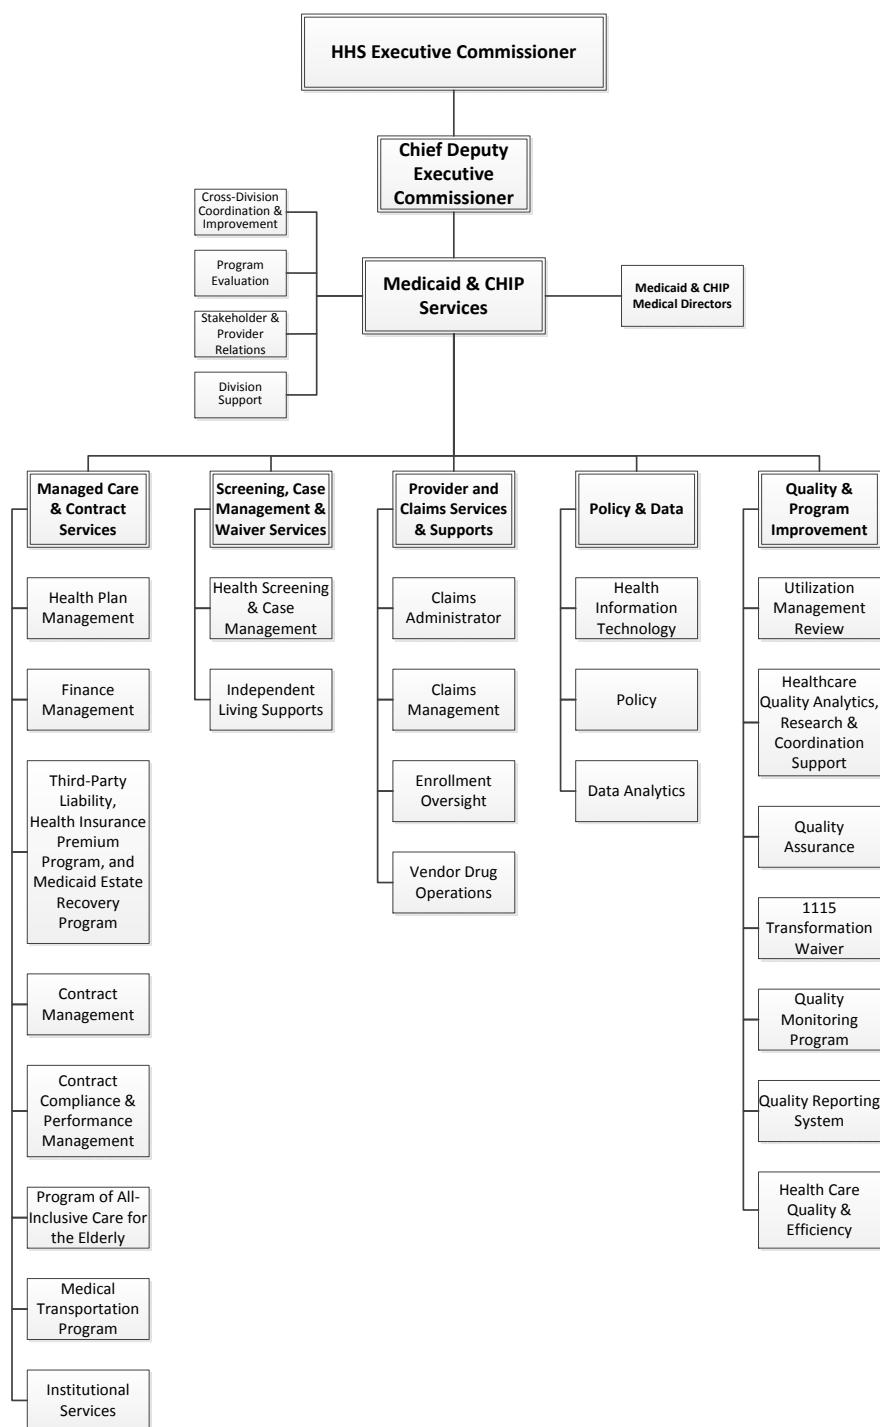 HHS Executive Commissioner
Chief Deputy
Executive
Commissioner
Cross-Division
Coordination &
Improvement
Program
Evaluation
Stakeholder &
Provider
Relations
Division
Support
Medicaid & CHIP
Services
Medicaid & CHIP
Medical Directors
Managed Care
& Contract
Services
Health Plan
Management
Finance
Management
Third-Party
Liability,
Health Insurance
Premium
Program, and
Medicaid Estate
Recovery
Program
Contract
Management
Contract
Compliance &
Performance
Management
Program of All-
Inclusive Care for
the Elderly
Medical
Transportation
Program
Institutional
Services
Screening, Case
Management &
Waiver Services
Health Screening
& Case
Management
Independent
Living Supports
Provider and
Claims Services
& Supports
Claims
Administrator
Claims
Management
Enrollment
Oversight
Vendor Drug
Operations
Policy & Data
Health
Information
Technology
Policy
Data Analytics
Quality &
Program
Improvement
Utilization
Management
Review
Healthcare
Quality Analytics,
Research &
Coordination
Support
Quality
Assurance
1115
Transformation
Waiver
Quality
Monitoring
Program
Quality Reporting
System
Health Care
Quality &
Efficiency